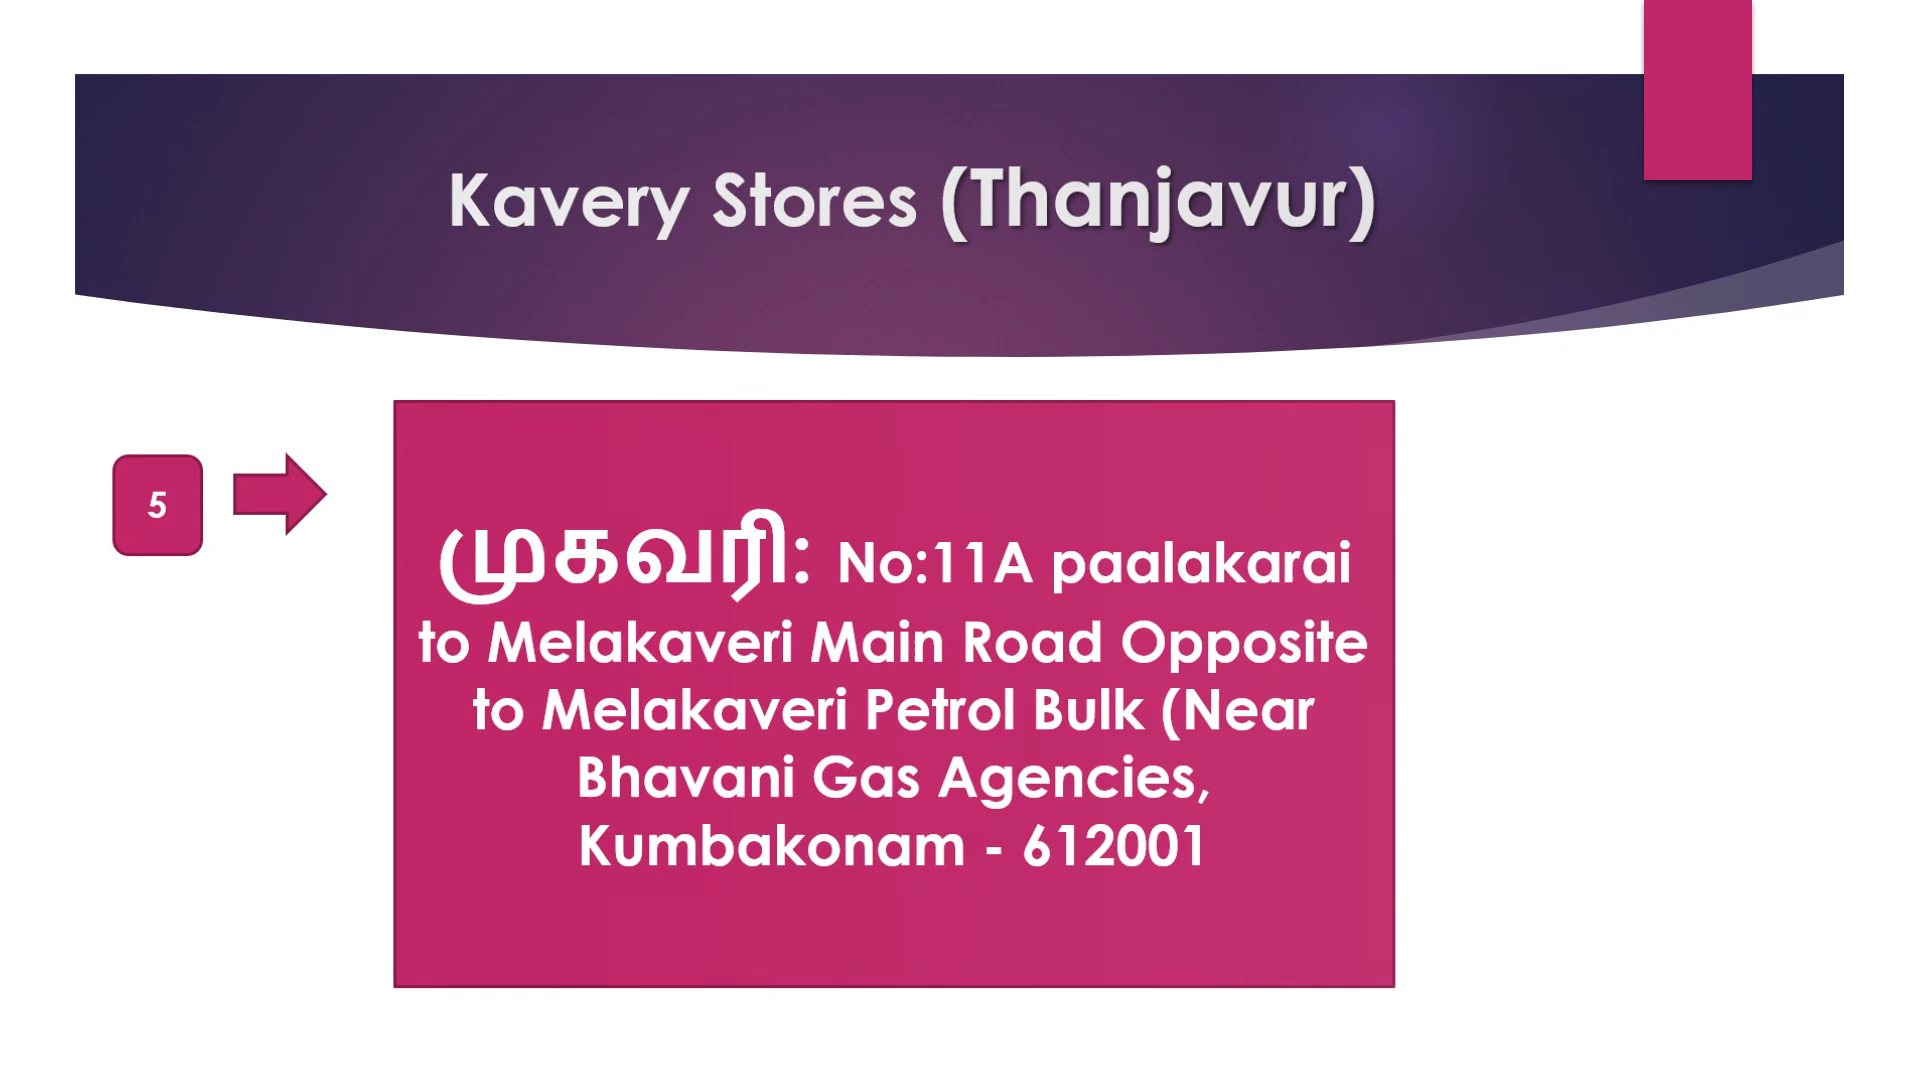 Kavery Stores (Thanjavur)
5
முகவரி: No:11A paalakarai
to Melakaveri Main Road Opposite
to Melakaveri Petrol Bulk (Near
Bhavani Gas Agencies,
Kumbakonam - 612001